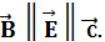 B⃗ ∥ E⃗ ∥ c⃗.